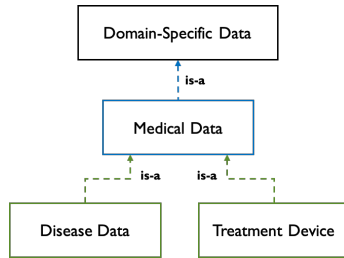 Domain-Specific Data
is-a
Medical Data
is-a
is-a
Disease Data
Treatment Device